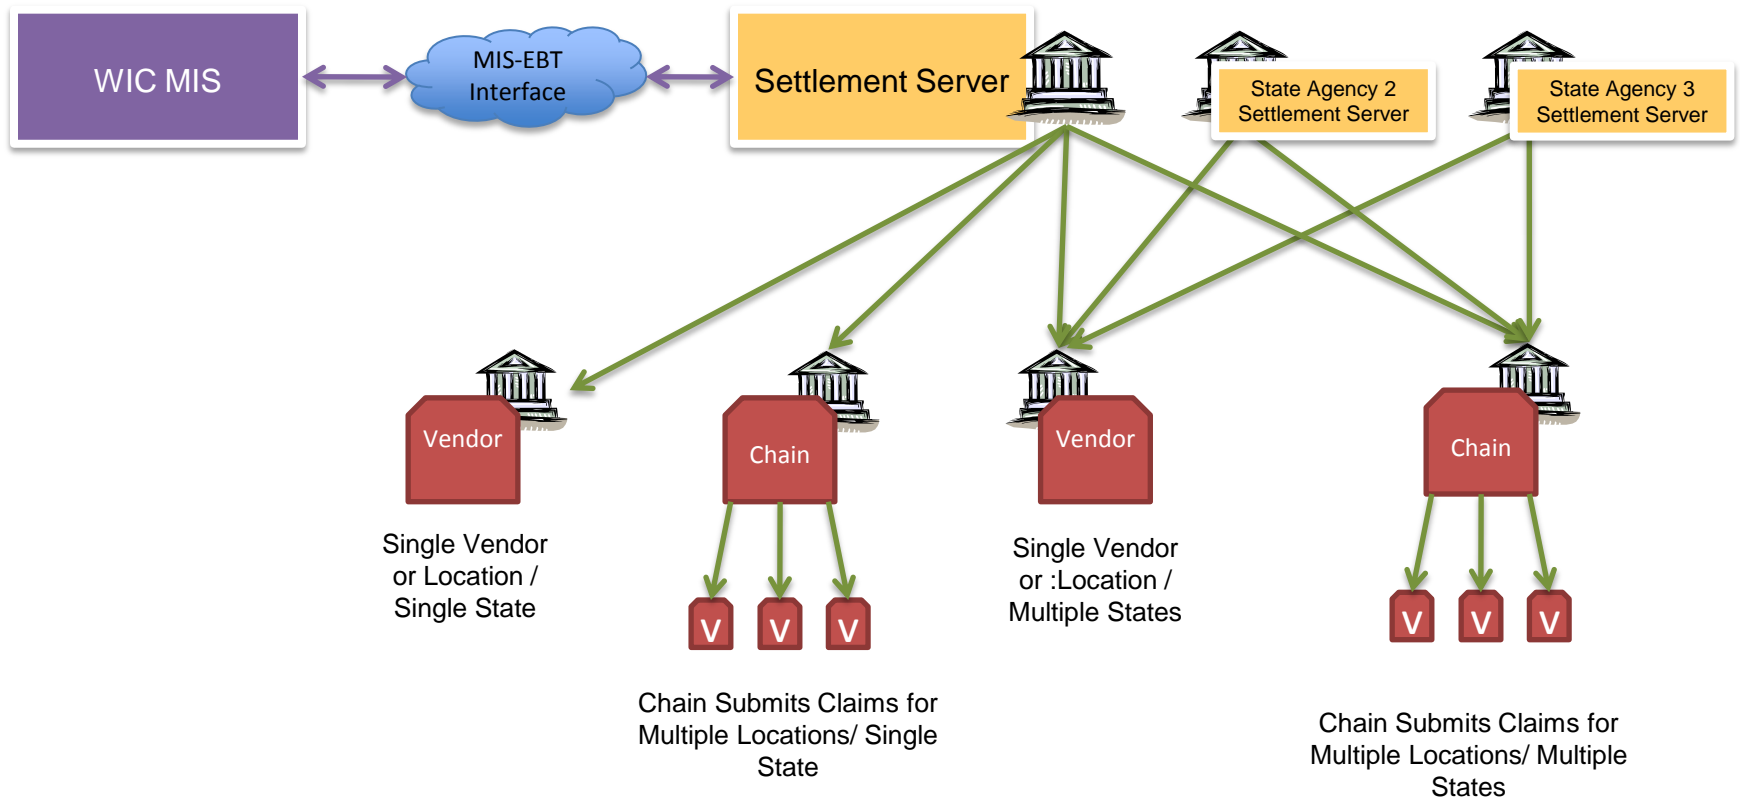 WIC MIS
MIS-EBT
Interface
Settlement Server
State Agency 2
Settlement Server
State Agency 3
Settlement Server
Vendor
Chain
Vendor
Chain
Single Vendor
or Location /
Single State
V V V
Chain Submits Claims for
Multiple Locations/ Single
State
Single Vendor
or :Location /
Multiple States
V V V
Chain Submits Claims for
Multiple Locations/ Multiple
States